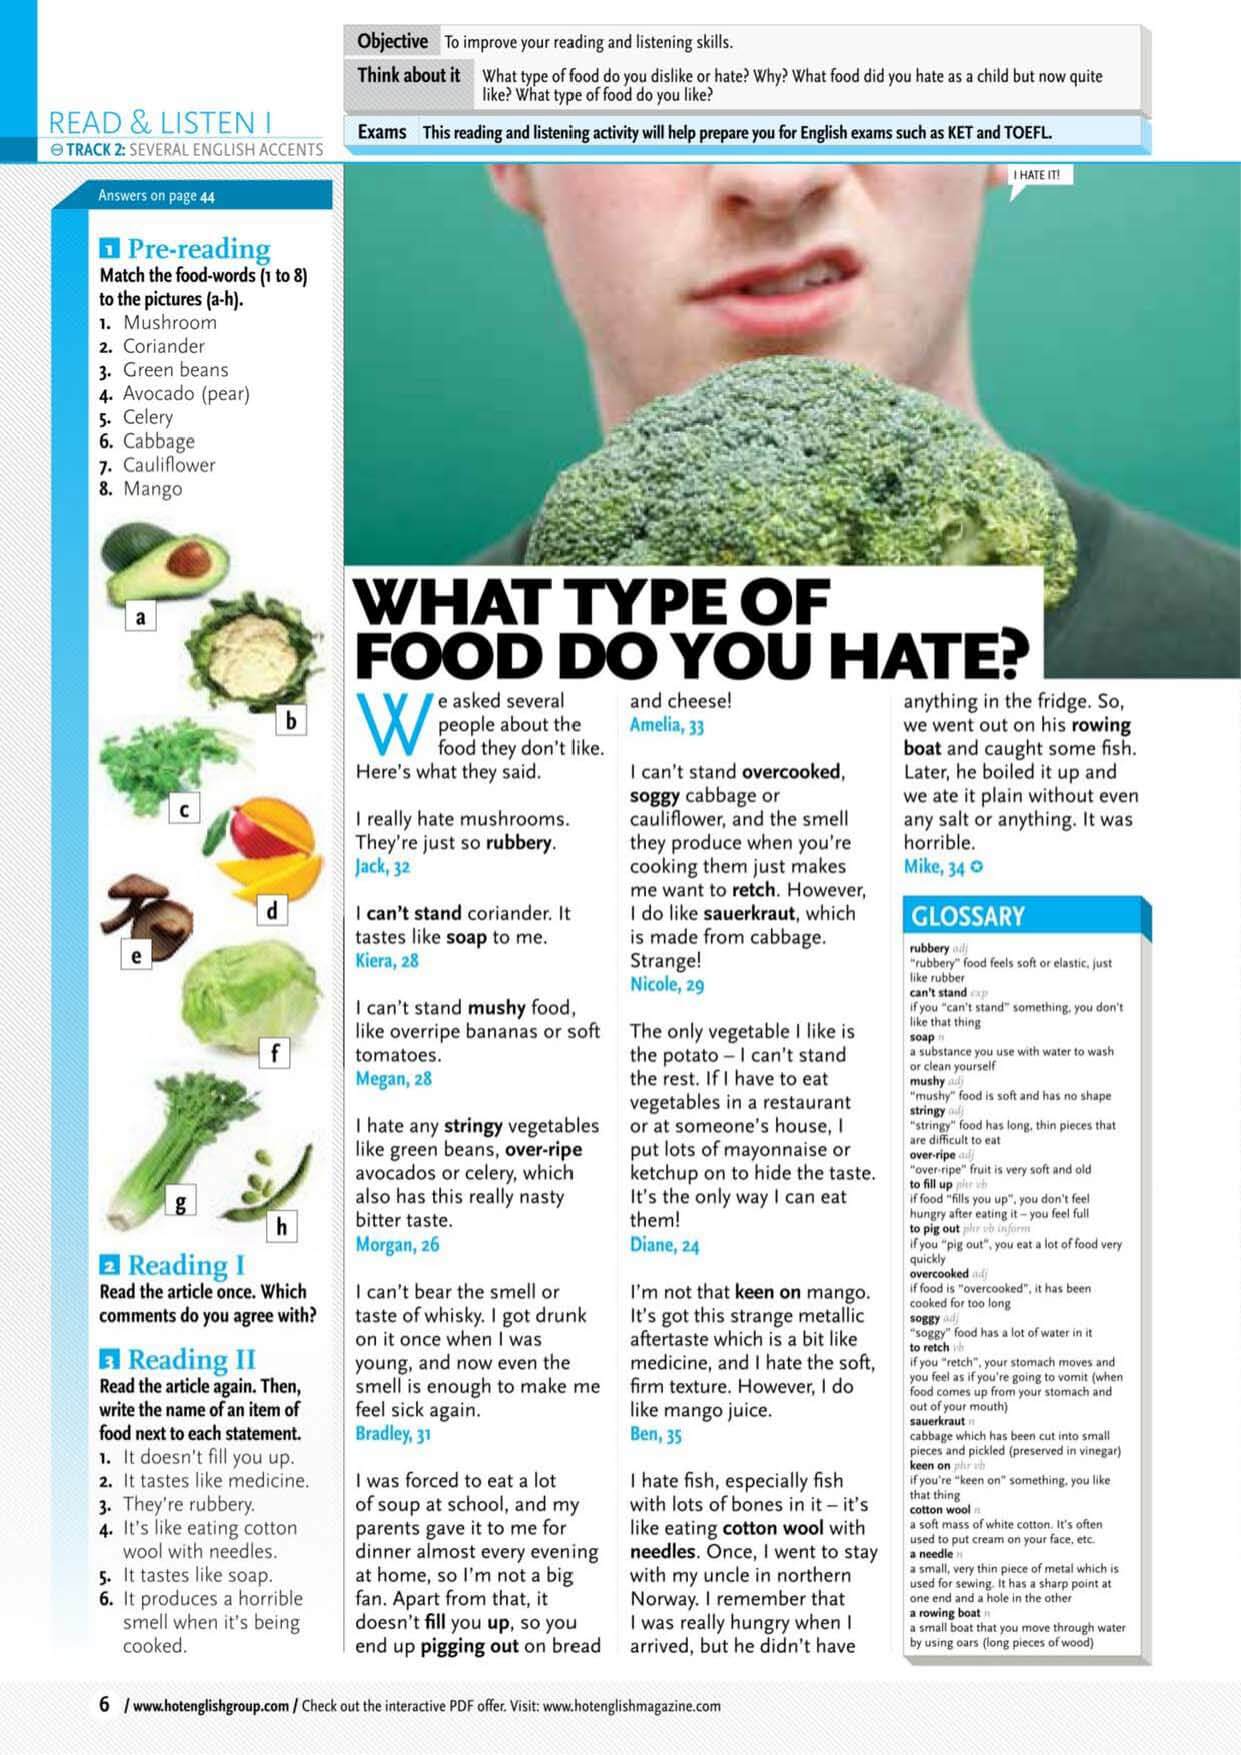 Objective To improve your reading and listening skills.
Think about it What type of food do you dislike or hate? Why? What food did you hate as a child but now quite
like? What type of food do you like?
Exams This reading and listening activity will help prepare you for English exams such as KET and TOEFL.
READ & LISTEN I
TRACK 2: SEVERAL ENGLISH ACCENTS
Answers on page 44
1 Pre-reading
Match the food-words (1 to 8)
to the pictures (a-h).
1. Mushroom
2. Coriander
3. Green beans
4. Avocado (pear)
5. Celery
6. Cabbage
7. Cauliflower
8. Mango
a
b
c
d
e
f
g
h
2 Reading I
Read the article once. Which
comments do you agree with?
3 Reading II
Read the article again. Then,
write the name of an item of
food next to each statement.
1. It doesn't fill you up.
2. It tastes like medicine.
3. They're rubbery.
4. It's like eating cotton
wool with needles.
5. It tastes like soap.
6. It produces a horrible
smell when it's being
cooked.
I HATE IT!
WHAT TYPE OF
FOOD DO YOU HATE?
We asked several
people about the
food they don't like.
Here's what they said.
I really hate mushrooms.
They're just so rubbery.
Jack, 32
I can't stand coriander. It
tastes like soap to me.
Kiera, 28
I can't stand mushy food,
like overripe bananas or soft
tomatoes.
Megan, 28
I hate any stringy vegetables
like green beans, over-ripe
avocados or celery, which
also has this really nasty
bitter taste.
Morgan, 26
I can't bear the smell or
taste of whisky. I got drunk
on it once when I was
young, and now even the
smell is enough to make me
feel sick again.
Bradley, 31
I was forced to eat a lot
of soup at school, and my
parents gave it to me for
dinner almost every evening
at home, so I'm not a big
fan. Apart from that, it
doesn't fill you up, so you
end up pigging out on bread
and cheese!
Amelia, 33
I can't stand overcooked,
soggy cabbage or
cauliflower, and the smell
they produce when you're
cooking them just makes
me want to retch. However,
I do like sauerkraut, which
is made from cabbage.
Strange!
Nicole, 29
The only vegetable I like is
the potato – I can't stand
the rest. If I have to eat
vegetables in a restaurant
or at someone's house, I
put lots of mayonnaise or
ketchup on to hide the taste.
It's the only way I can eat
them!
Diane, 24
I'm not that keen on mango.
It's got this strange metallic
aftertaste which is a bit like
medicine, and I hate the soft,
firm texture. However, I do
like mango juice.
Ben, 35
I hate fish, especially fish
with lots of bones in it – it's
like eating cotton wool with
needles. Once, I went to stay
with my uncle in northern
Norway. I remember that
I was really hungry when I
arrived, but he didn't have
anything in the fridge. So,
we went out on his rowing
boat and caught some fish.
Later, he boiled it up and
we ate it plain without even
any salt or anything. It was
horrible.
Mike, 34
GLOSSARY
rubbery adj
"rubbery" food feels soft or elastic, just
like rubber
can't stand exp
if you "can't stand" something, you don't
like that thing
soap n
a substance you use with water to wash
or clean yourself
mushy adj
"mushy" food is soft and has no shape
stringy adj
"stringy" food has long, thin pieces that
are difficult to eat
over-ripe adj
"over-ripe" fruit is very soft and old
to fill up phr vb
if food "fills you up", you don't feel
hungry after eating it – you feel full
to pig out phr vb inform
if you "pig out", you eat a lot of food very
quickly
overcooked adj
if food is "overcooked", it has been
cooked for too long
soggy adj
"soggy" food has a lot of water in it
to retch vb
if you "retch", your stomach moves and
you feel as if you're going to vomit (when
food comes up from your stomach and
out of your mouth)
sauerkraut n
cabbage which has been cut into small
pieces and pickled (preserved in vinegar)
keen on phr vb
if you're "keen on" something, you like
that thing
cotton wool n
a soft mass of white cotton. It's often
used to put cream on your face, etc.
a needle n
a small, very thin piece of metal which is
used for sewing. It has a sharp point at
one end and a hole in the other
a rowing boat n
a small boat that you move through water
by using oars (long pieces of wood)
6 / www.hotenglishgroup.com / Check out the interactive PDF offer. Visit: www.hotenglishmagazine.com